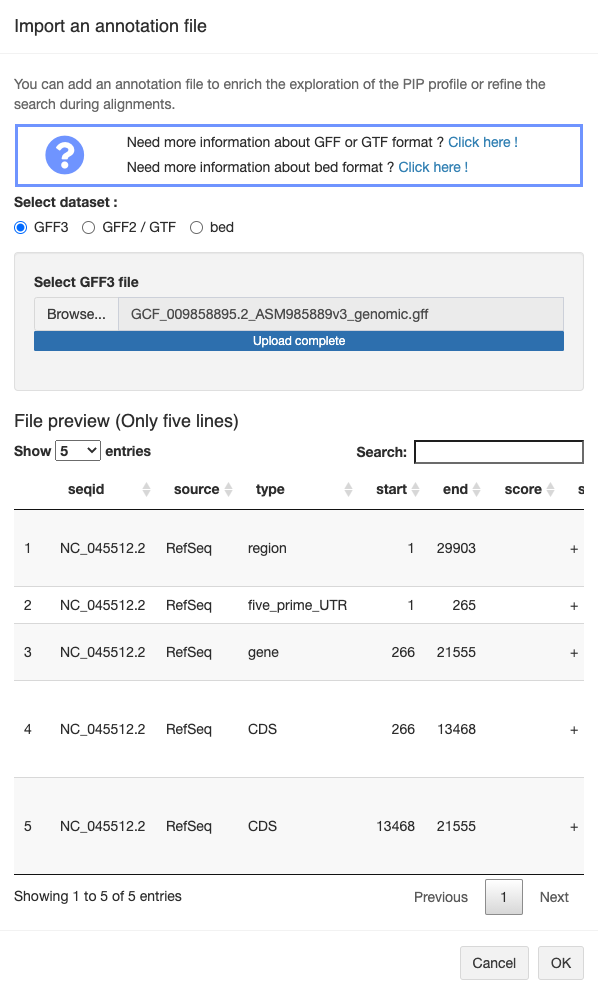 Import an annotation file
You can add an annotation file to enrich the exploration of the PIP profile or refine the
search during alignments.
?
Need more information about GFF or GTF format ? Click here !
Need more information about bed format ? Click here !
Select dataset :
GFF3 GFF2 / GTF bed
Select GFF3 file
Browse... GCF_009858895.2_ASM985889v3_genomic.gff
Upload complete
File preview (Only five lines)
Show 5 entries Search:
seqid source type start end score s
1 NC_045512.2 RefSeq region 1 29903 +
2 NC_045512.2 RefSeq five_prime_UTR 1 265 +
3 NC_045512.2 RefSeq gene 266 21555 +
4 NC_045512.2 RefSeq CDS 266 13468 +
5 NC_045512.2 RefSeq CDS 13468 21555 +
Showing 1 to 5 of 5 entries Previous 1 Next
Cancel OK